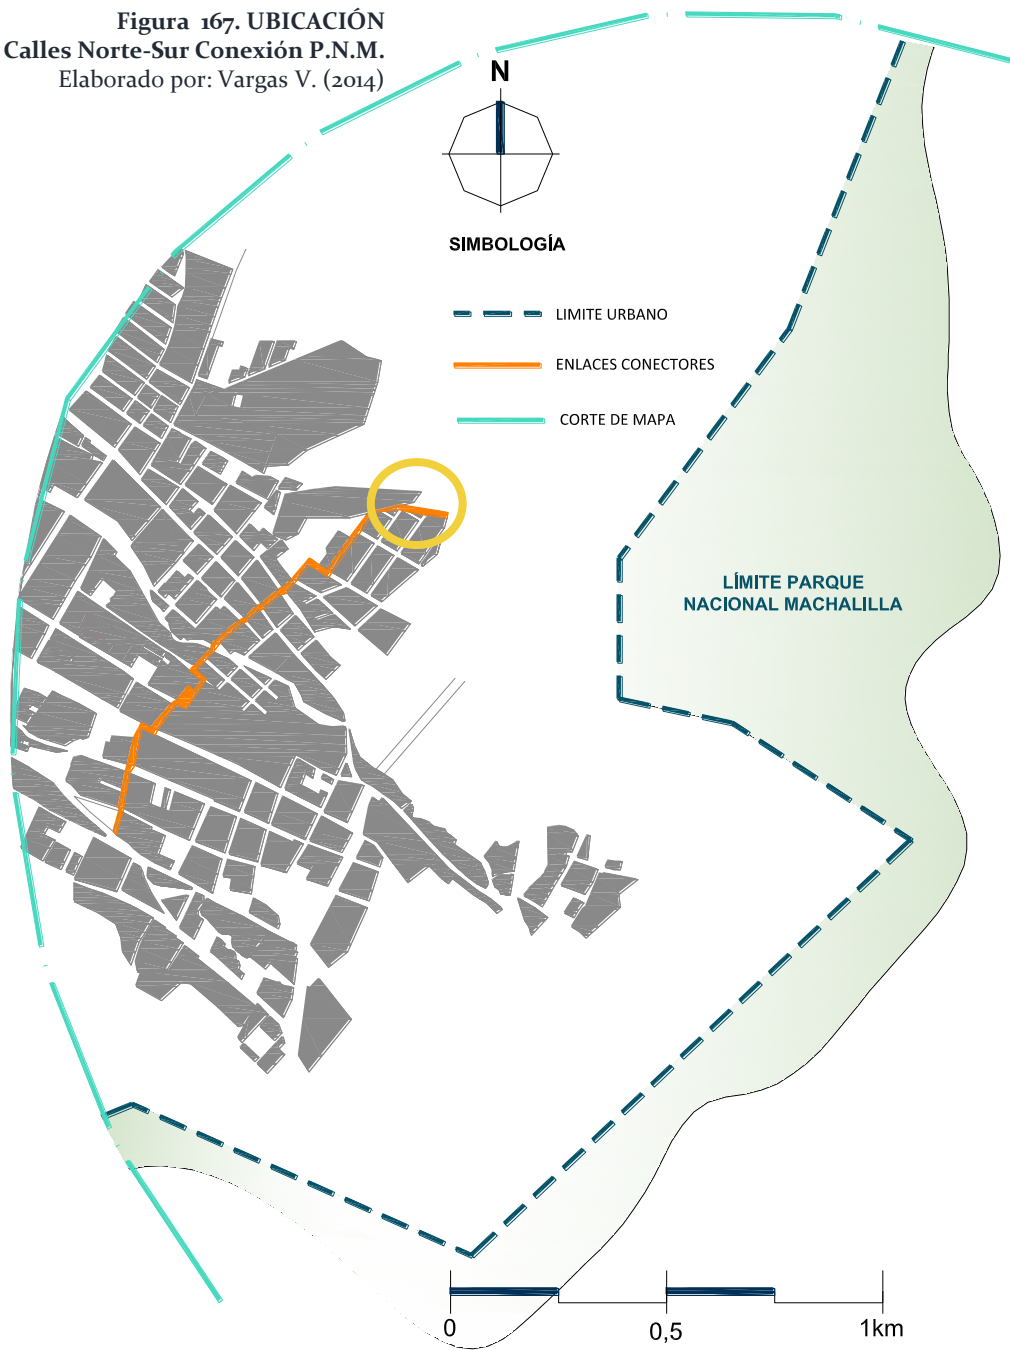 Figura 167. UBICACIÓN
Calles Norte-Sur Conexión P.N.M.
Elaborado por: Vargas V. (2014)
N
SIMBOLOGÍA
LIMITE URBANO
ENLACES CONECTORES
CORTE DE MAPA
LÍMITE PARQUE
NACIONAL MACHALILLA
0
0,5
1km